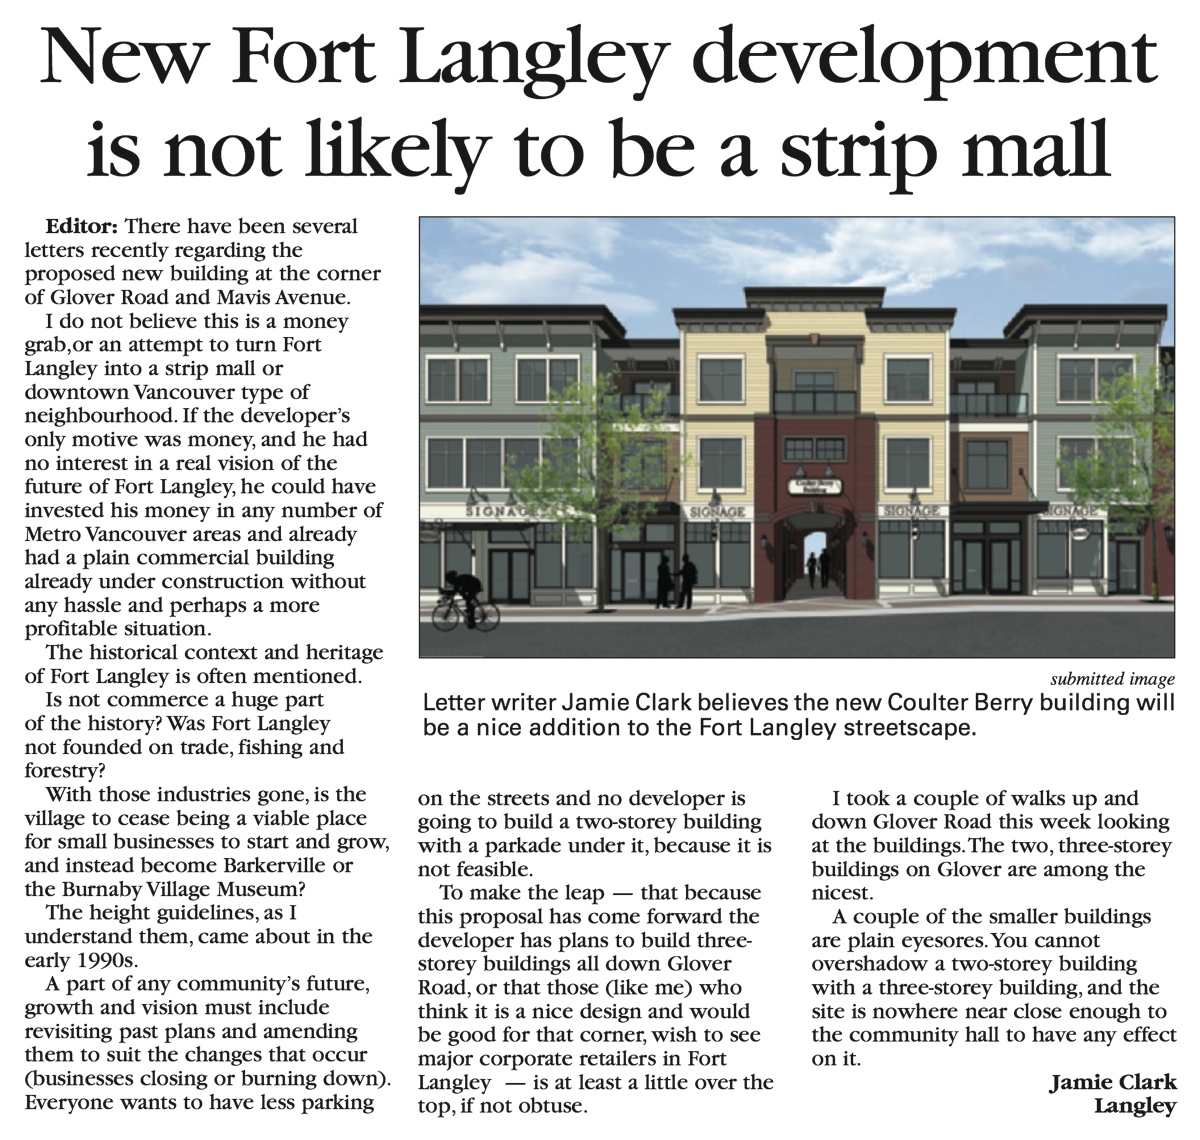 New Fort Langley development
is not likely to be a strip mall
Editor: There have been several
letters recently regarding the
proposed new building at the corner
of Glover Road and Mavis Avenue.
I do not believe this is a money
grab,or an attempt to turn Fort
Langley into a strip mall or
downtown Vancouver type of
neighbourhood. If the developer's
only motive was money, and he had
no interest in a real vision of the
future of Fort Langley, he could have
invested his money in any number of
Metro Vancouver areas and already
had a plain commercial building
already under construction without
any hassle and perhaps a more
profitable situation.
The historical context and heritage
of Fort Langley is often mentioned.
Is not commerce a huge part
of the history? Was Fort Langley
not founded on trade, fishing and
forestry?
With those industries gone, is the
village to cease being a viable place
for small businesses to start and grow,
and instead become Barkerville or
the Burnaby Village Museum?
The height guidelines, as I
understand them, came about in the
early 1990s.
A part of any community's future,
growth and vision must include
revisiting past plans and amending
them to suit the changes that occur
(businesses closing or burning down).
Everyone wants to have less parking
Coulter Berry
Building
SIGNAGE
SIGNAGE
SIGNAGE
SIGNAGE
submitted image
Letter writer Jamie Clark believes the new Coulter Berry building will
be a nice addition to the Fort Langley streetscape.
on the streets and no developer is
going to build a two-storey building
with a parkade under it, because it is
not feasible.
To make the leap — that because
this proposal has come forward the
developer has plans to build three-
storey buildings all down Glover
Road, or that those (like me) who
think it is a nice design and would
be good for that corner, wish to see
major corporate retailers in Fort
Langley — is at least a little over the
top, if not obtuse.
I took a couple of walks up and
down Glover Road this week looking
at the buildings. The two, three-storey
buildings on Glover are among the
nicest.
A couple of the smaller buildings
are plain eyesores. You cannot
overshadow a two-storey building
with a three-storey building, and the
site is nowhere near close enough to
the community hall to have any effect
on it.
Jamie Clark
Langley